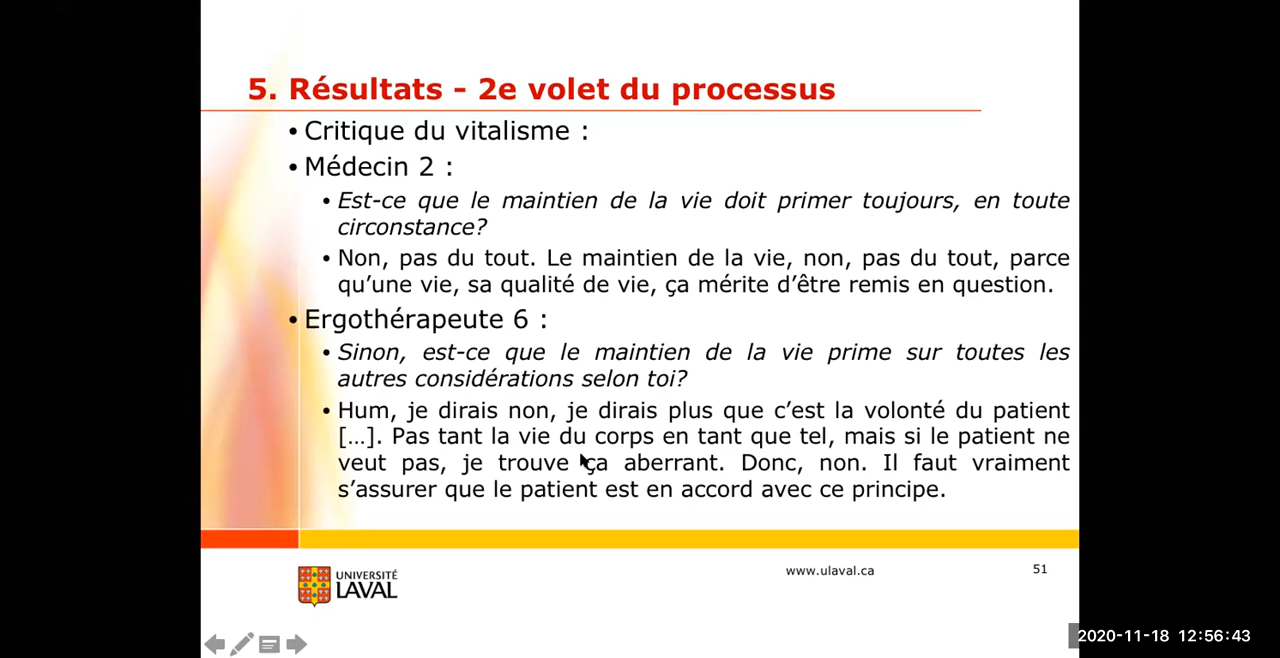 5. Résultats - 2e volet du processus
• Critique du vitalisme :
• Médecin 2 :
• Est-ce que le maintien de la vie doit primer toujours, en toute
circonstance?
• Non, pas du tout. Le maintien de la vie, non, pas du tout, parce
qu’une vie, sa qualité de vie, ça mérite d’être remis en question.
• Ergothérapeute 6 :
• Sinon, est-ce que le maintien de la vie prime sur toutes les
autres considérations selon toi?
• Hum, je dirais non, je dirais plus que c’est la volonté du patient
[…]. Pas tant la vie du corps en tant que tel, mais si le patient ne
veut pas, je trouve ça aberrant. Donc, non. Il faut vraiment
s’assurer que le patient est en accord avec ce principe.
UNIVERSITÉ
LAVAL
www.ulaval.ca
51
2020-11-18 12:56:43